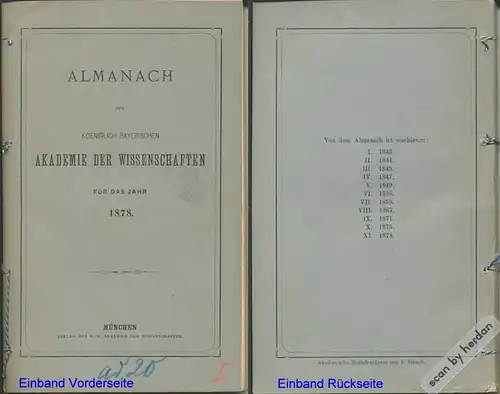 ALMANACH
DER
KOENIGLICH BAYERISCHEN
AKADEMIE DER WISSENSCHAFTEN
FÜR DAS JAHR
1878.
MÜNCHEN
VERLAG DER K. B. AKADEMIE DER WISSENSCHAFTEN.
ad 20
I
Einband Vorderseite
Von dem Almanach ist erschienen:
I. 1843.
II. 1844.
III. 1845.
IV. 1847.
V. 1849.
VI. 1855.
VII. 1859.
VIII. 1867.
IX. 1871.
X. 1875.
XI. 1878.
Akademische Buchdruckerei von F. Straub.
Einband Rückseite
scan by herdan